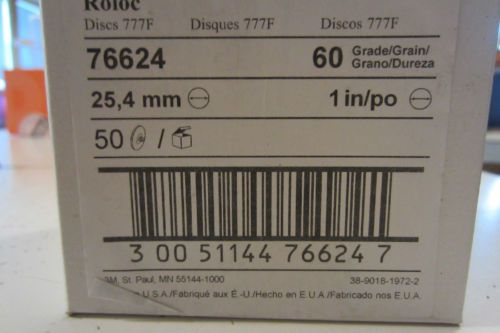 Roloc
Discs 777F Disques 777F Discos 777F
76624 60 Grade/Grain/
Grano/Dureza
25,4 mm 1 in/po
50 /
3 00 51144 76624 7
3M, St. Paul, MN 55144-1000 38-9018-1972-2
U.S.A./Fabriqué aux É.-U./Hecho en E.U.A./Fabricado nos E.U.A.